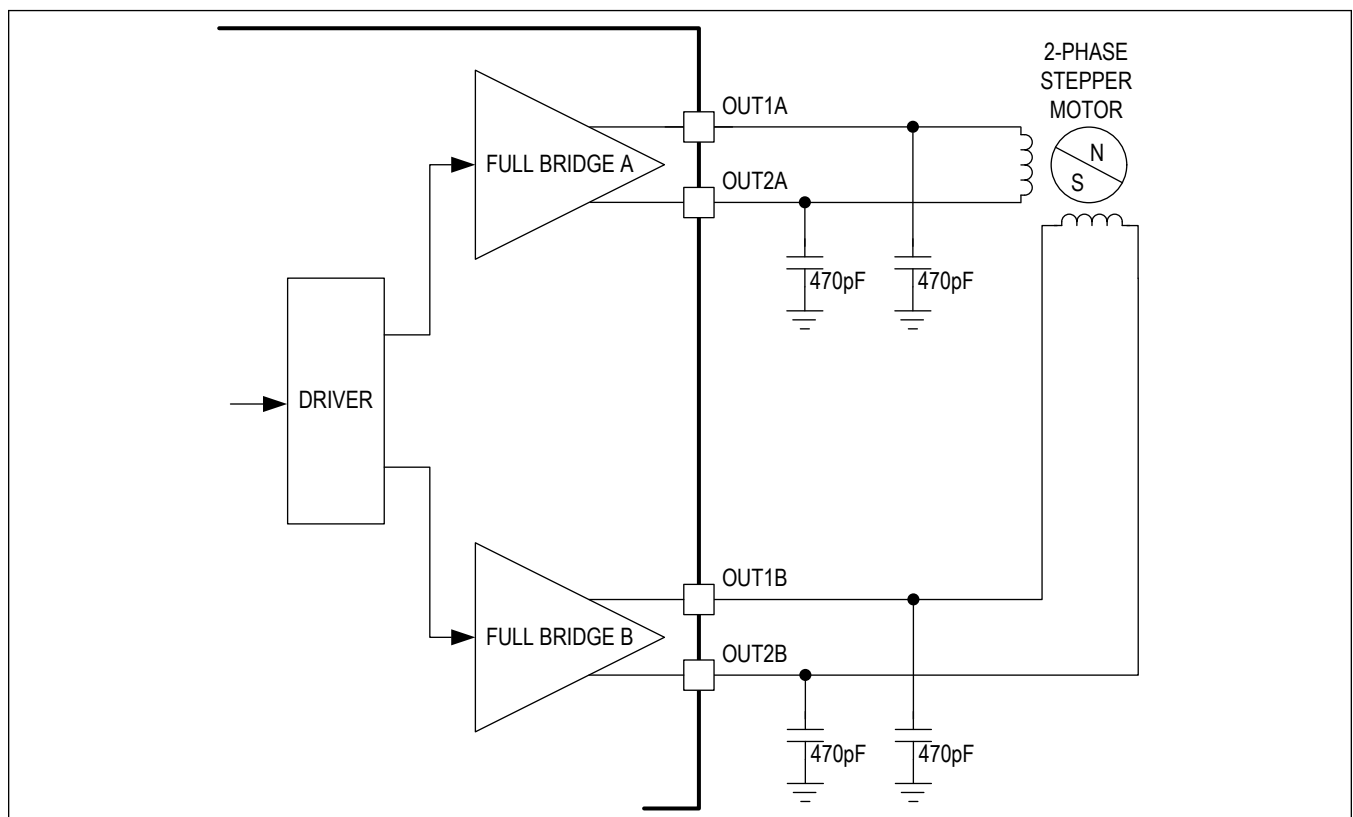 2-PHASE
STEPPER
MOTOR
OUT1A
N
FULL BRIDGE A
OUT2A
S
470pF
470pF
DRIVER
OUT1B
FULL BRIDGE B
OUT2B
470pF
470pF